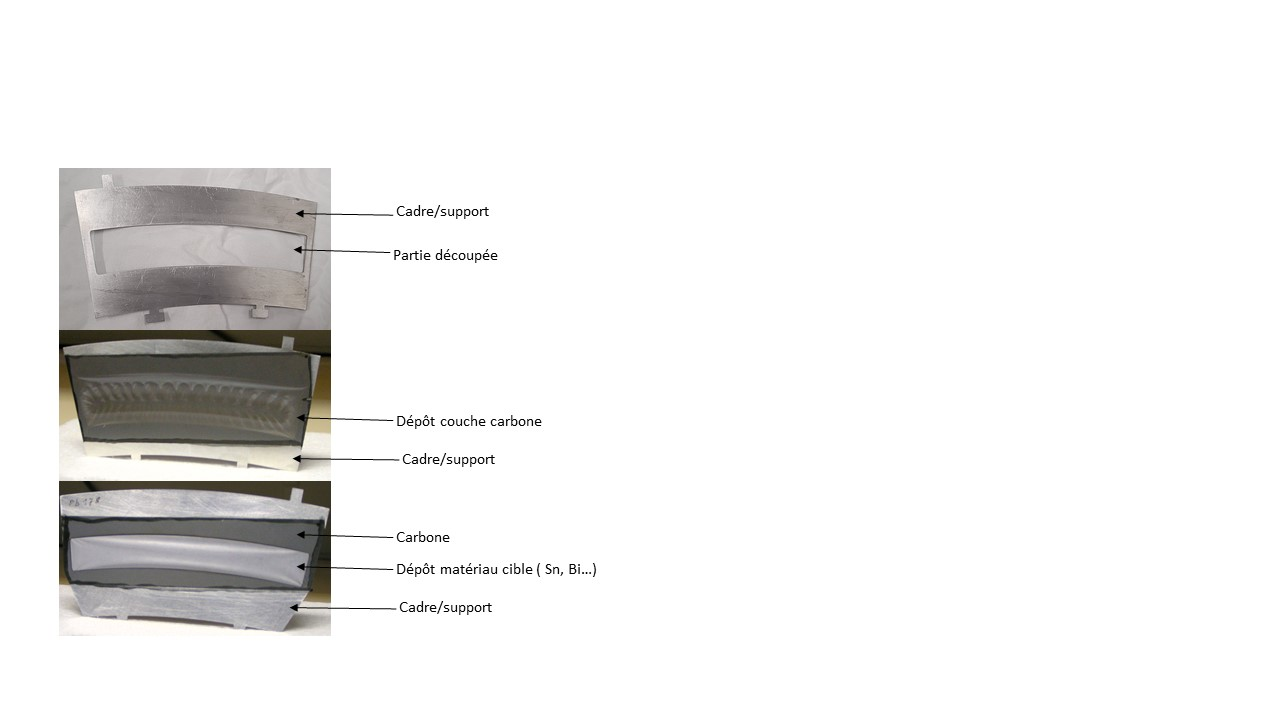 Cadre/support
Partie découpée
Dépôt couche carbone
Cadre/support
Carbone
Dépôt matériau cible ( Sn, Bi...)
Cadre/support